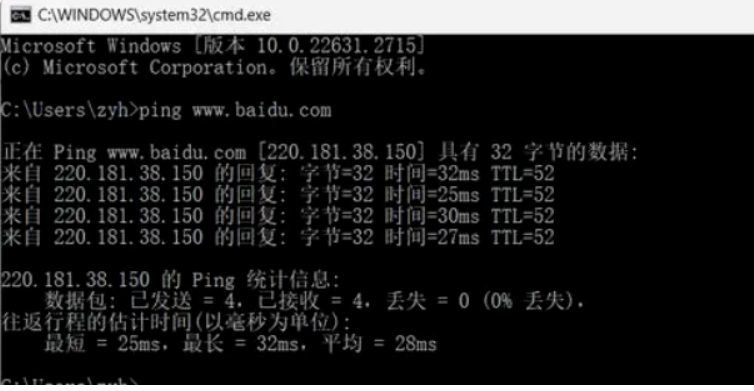 C:\WINDOWS\system32\cmd.exe
Microsoft Windows [版本 10.0.22631.2715]
(c) Microsoft Corporation。保留所有权利。
C:\Users\zyh>ping www.baidu.com
正在 Ping www.baidu.com [220.181.38.150] 具有 32 字节的数据:
来自 220.181.38.150 的回复: 字节=32 时间=32ms TTL=52
来自 220.181.38.150 的回复: 字节=32 时间=25ms TTL=52
来自 220.181.38.150 的回复: 字节=32 时间=30ms TTL=52
来自 220.181.38.150 的回复: 字节=32 时间=27ms TTL=52
220.181.38.150 的 Ping 统计信息:
数据包: 已发送 = 4，已接收 = 4，丢失 = 0 (0% 丢失)，
往返行程的估计时间(以毫秒为单位):
最短 = 25ms，最长 = 32ms，平均 = 28ms
C:\Users\zyh>